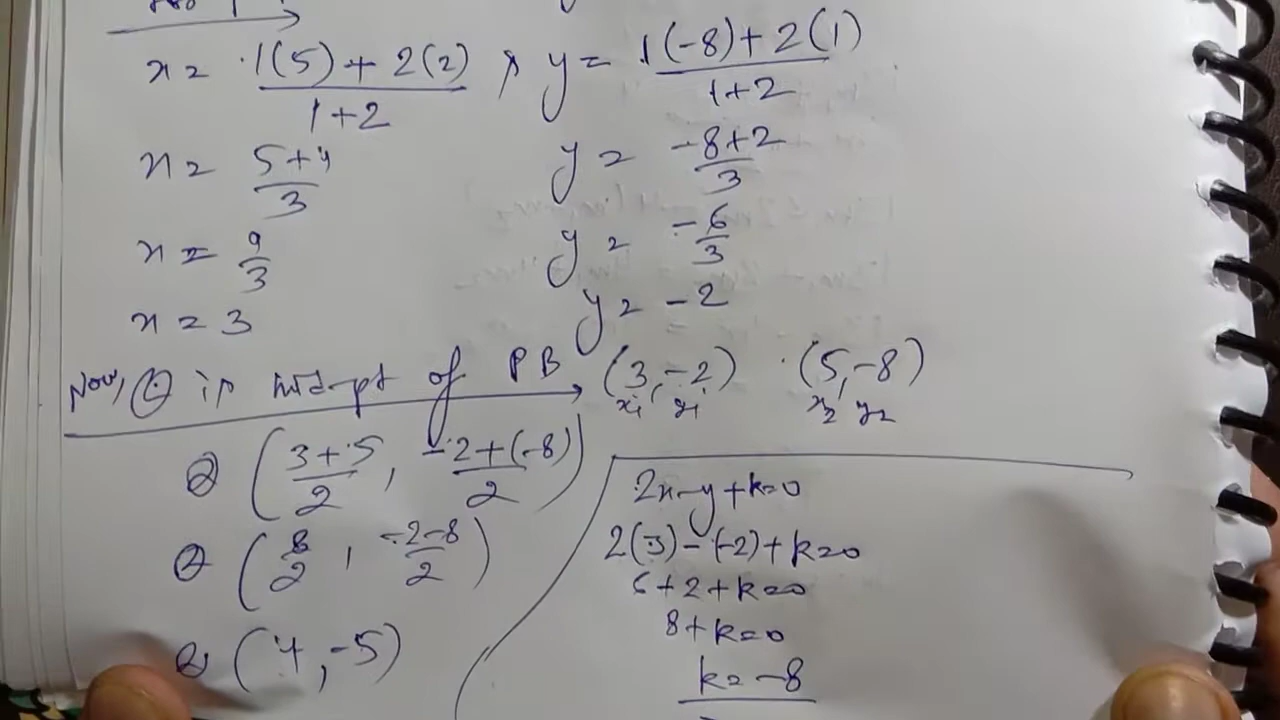 x = 1(5) + 2(2) / 1+2 , y = 1(-8) + 2(1) / 1+2
x = 5+4 / 3 y = -8+2 / 3
x = 9/3 y = -6/3
x = 3 y = -2
Now, Q is mid-pt of PB → (3, -2) (5, -8)
x₁ y₁ x₂ y₂
Q (3+5 / 2 , -2+(-8) / 2)
Q (8/2 , -2-8 / 2)
Q (4, -5)
2x-y+k=0
2(3)-(-2)+k=0
6+2+k=0
8+k=0
k=-8